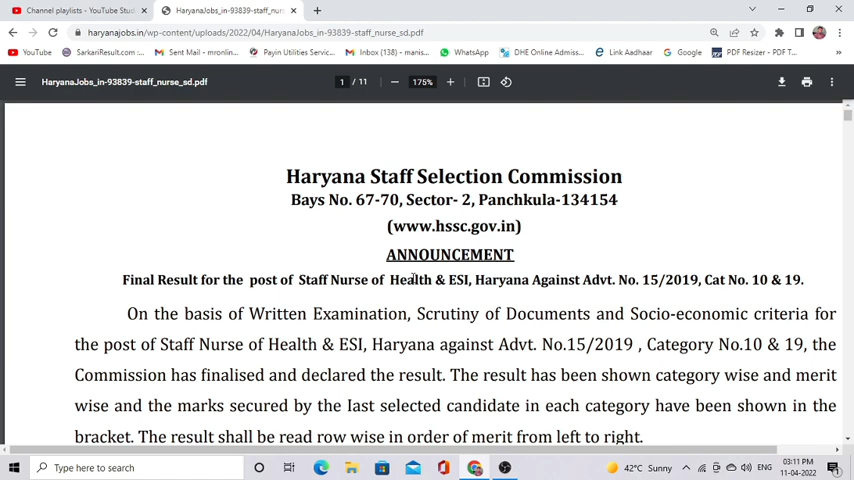 Channel playlists - YouTube Stud
HaryanaJobs_in-93839-staff_nurse
haryanajobs.in/wp-content/uploads/2022/04/HaryanaJobs_in-93839-staff_nurse_sd.pdf
YouTube
SarkariResult.com :...
Sent Mail - mronlin...
Payin Utilities Servic...
Inbox (138) - manis...
WhatsApp
DHE Online Admiss...
Link Aadhaar
Google
PDF Resizer - PDF T...
»
HaryanaJobs_in-93839-staff_nurse_sd.pdf
1 / 11
175%
Haryana Staff Selection Commission
Bays No. 67-70, Sector- 2, Panchkula-134154
(www.hssc.gov.in)
ANNOUNCEMENT
Final Result for the post of Staff Nurse of Health & ESI, Haryana Against Advt. No. 15/2019, Cat No. 10 & 19.
On the basis of Written Examination, Scrutiny of Documents and Socio-economic criteria for
the post of Staff Nurse of Health & ESI, Haryana against Advt. No.15/2019 , Category No.10 & 19, the
Commission has finalised and declared the result. The result has been shown category wise and merit
wise and the marks secured by the last selected candidate in each category have been shown in the
bracket. The result shall be read row wise in order of merit from left to right.
Type here to search
42°C Sunny
ENG
03:11 PM
11-04-2022